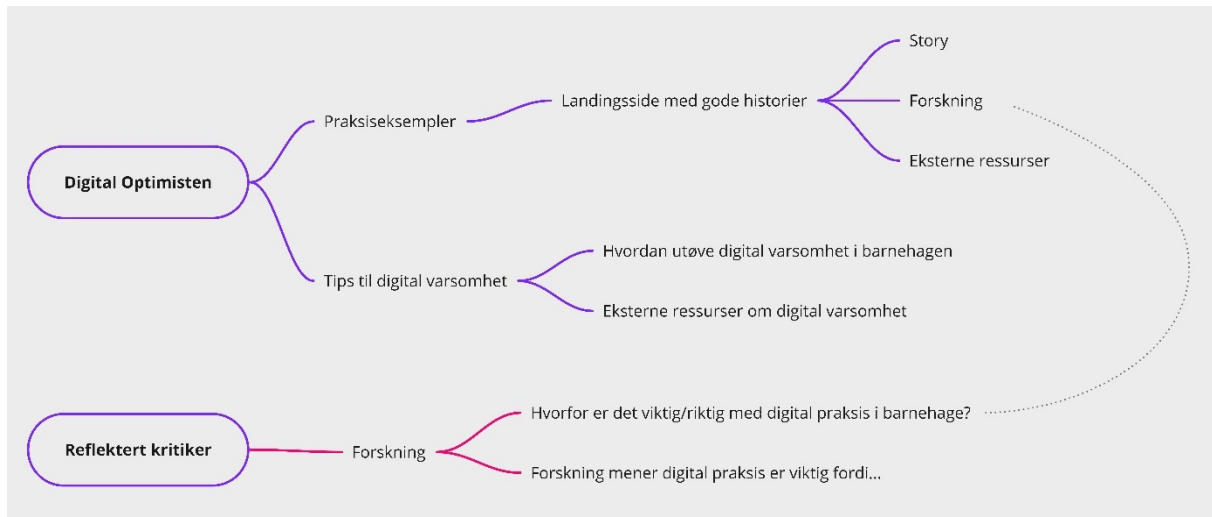 Digital Optimisten
Praksiseksempler
Landingsside med gode historier
Story
Forskning
Eksterne ressurser
Tips til digital varsomhet
Hvordan utøve digital varsomhet i barnehagen
Eksterne ressurser om digital varsomhet
Reflektert kritiker
Forskning
Hvorfor er det viktig/riktig med digital praksis i barnehage?
Forskning mener digital praksis er viktig fordi...